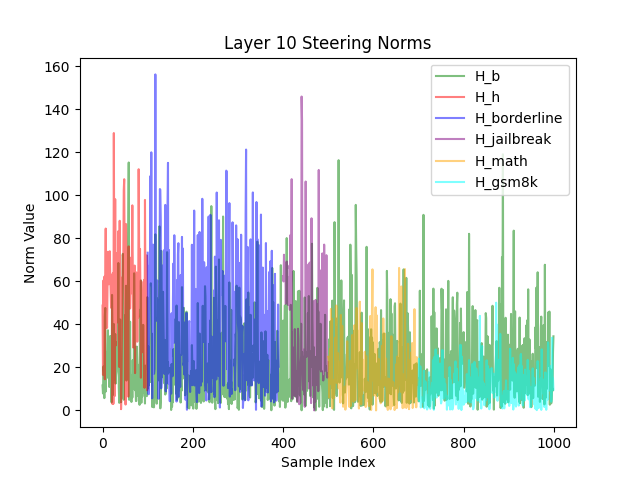 Layer 10 Steering Norms
160
140
120
100
80
60
40
20
0
Norm Value
H_b
H_h
H_borderline
H_jailbreak
H_math
H_gsm8k
0
200
400
600
800
1000
Sample Index